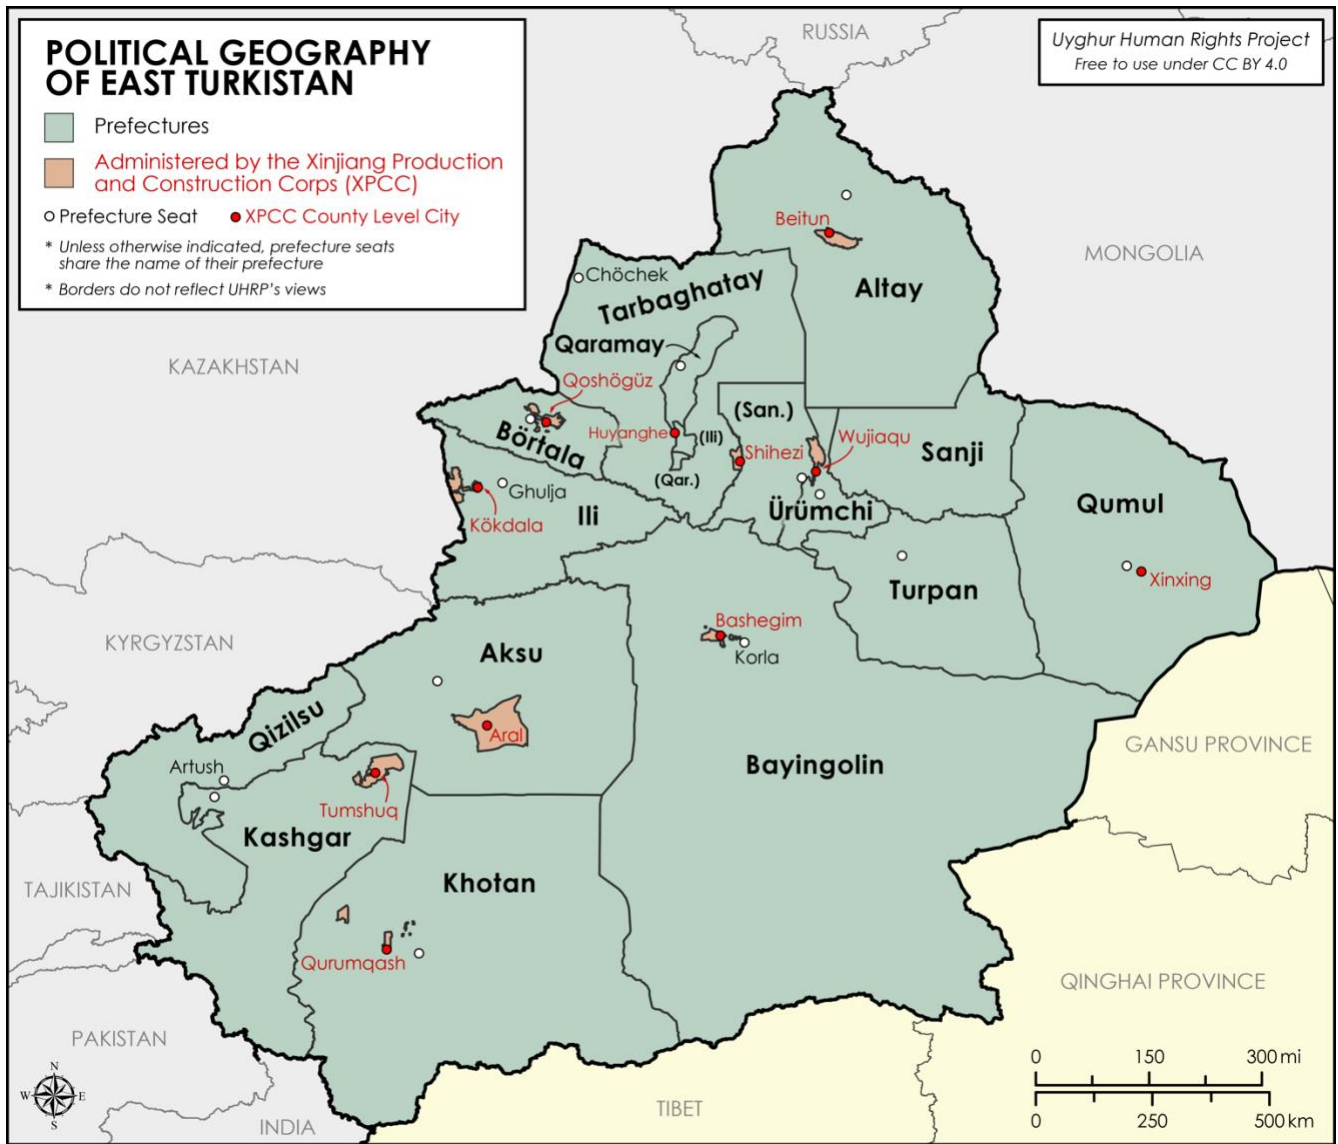 POLITICAL GEOGRAPHY
OF EAST TURKISTAN
Prefectures
Administered by the Xinjiang Production
and Construction Corps (XPCC)
Prefecture Seat
XPCC County Level City
* Unless otherwise indicated, prefecture seats
share the name of their prefecture
* Borders do not reflect UHRP's views
Uyghur Human Rights Project
Free to use under CC BY 4.0
RUSSIA
MONGOLIA
KAZAKHSTAN
KYRGYZSTAN
TAJIKISTAN
PAKISTAN
INDIA
TIBET
QINGHAI PROVINCE
GANSU PROVINCE
Beitun
Altay
Chöchek
Tarbaghatay
Qaramay
Qoshögüz
Börtala
Huyanghe
(Ili)
(Qar.)
(San.)
Shihezi
Wujiaqu
Sanji
Ürümchi
Qumul
Xinxing
Turpan
Ghulja
Ili
Kökdala
Bashegim
Korla
Aksu
Aral
Bayingolin
Qizilsu
Artush
Tumshuq
Kashgar
Khotan
Qurumqash
N
W
E
S
0 150 300 mi
0 250 500 km